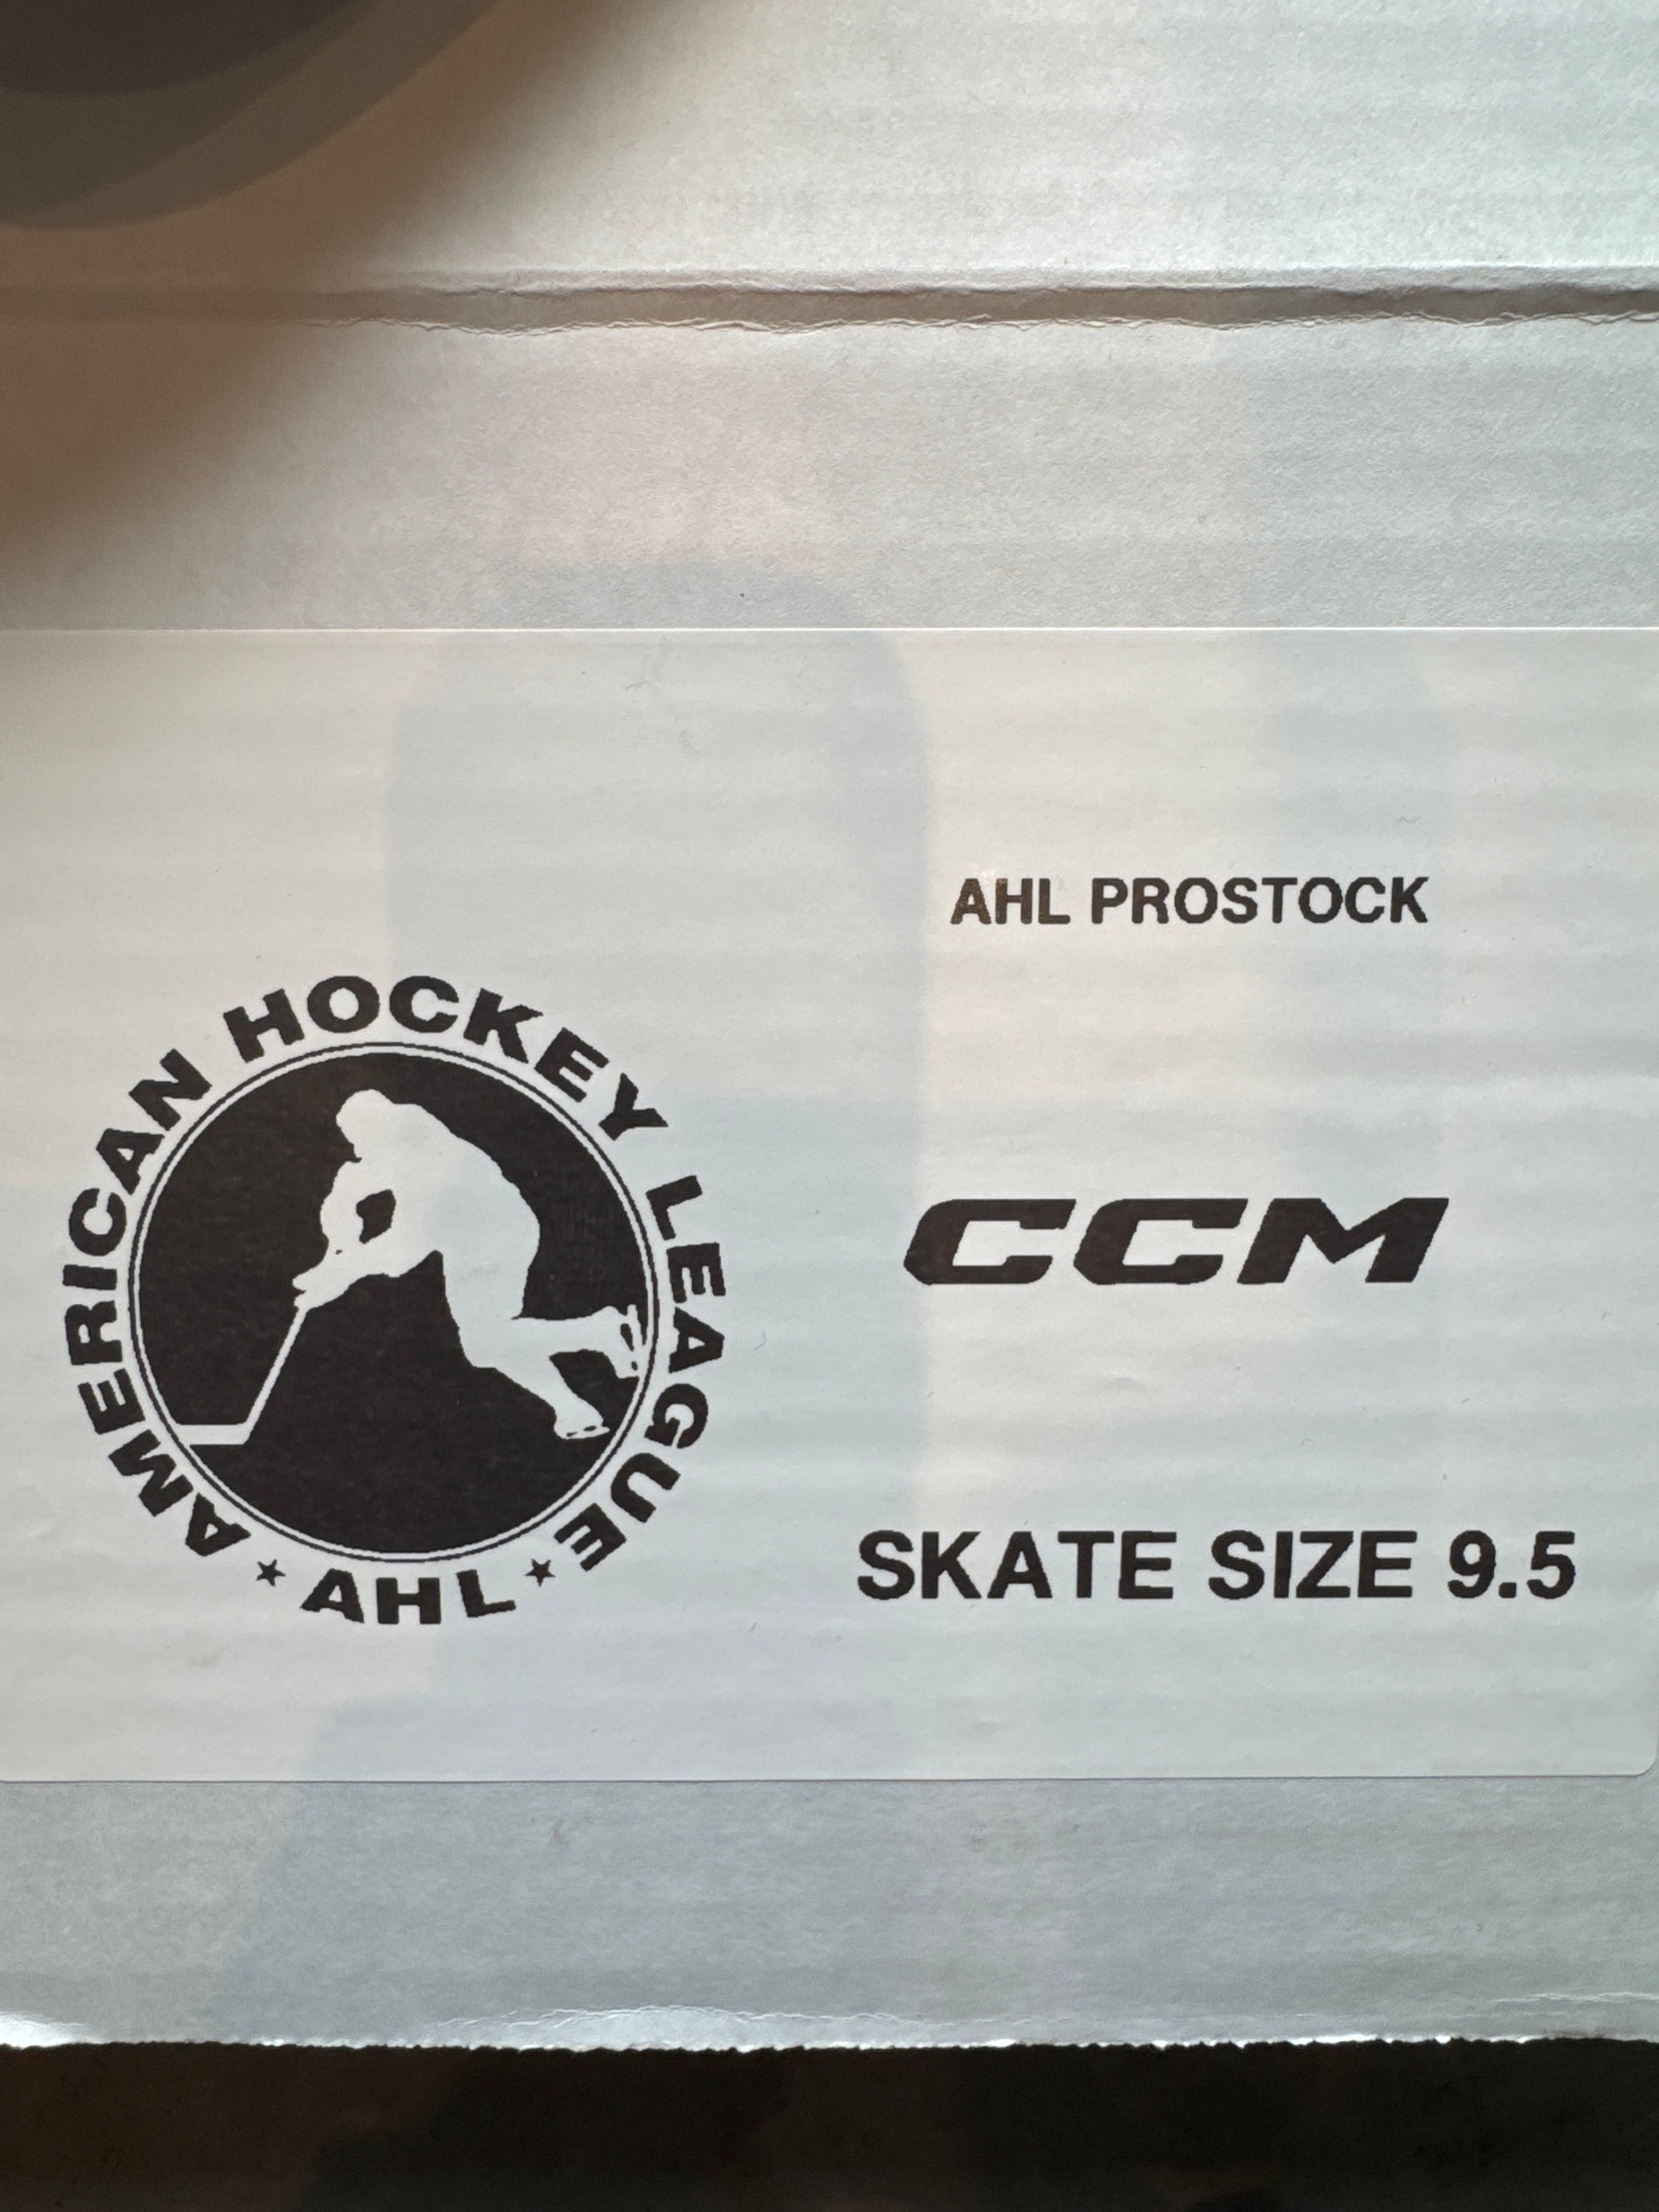 AHL PROSTOCK
AMERICAN HOCKEY LEAGUE
★ AHL ★
CCM
SKATE SIZE 9.5